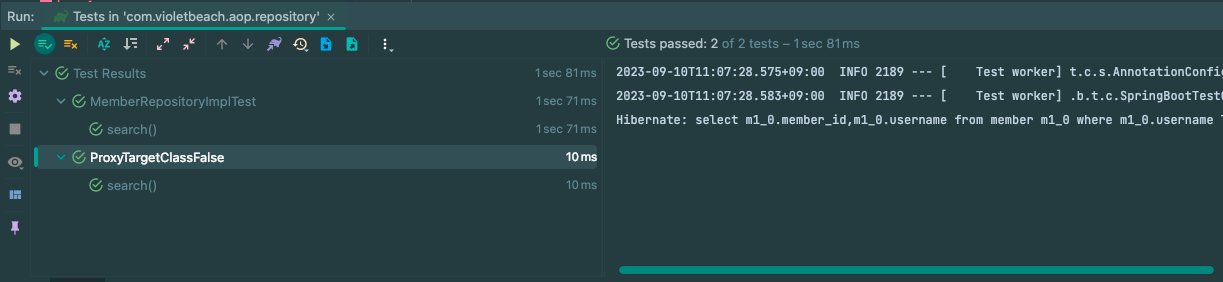 Run: Tests in 'com.violetbeach.aop.repository' ×
Tests passed: 2 of 2 tests – 1 sec 81 ms
Test Results 1 sec 81 ms
MemberRepositoryImplTest 1 sec 71 ms
search() 1 sec 71 ms
ProxyTargetClassFalse 10 ms
search() 10 ms
2023-09-10T11:07:28.575+09:00  INFO 2189 --- [    Test worker] t.c.s.AnnotationConfig
2023-09-10T11:07:28.583+09:00  INFO 2189 --- [    Test worker] .b.t.c.SpringBootTest
Hibernate: select m1_0.member_id,m1_0.username from member m1_0 where m1_0.username